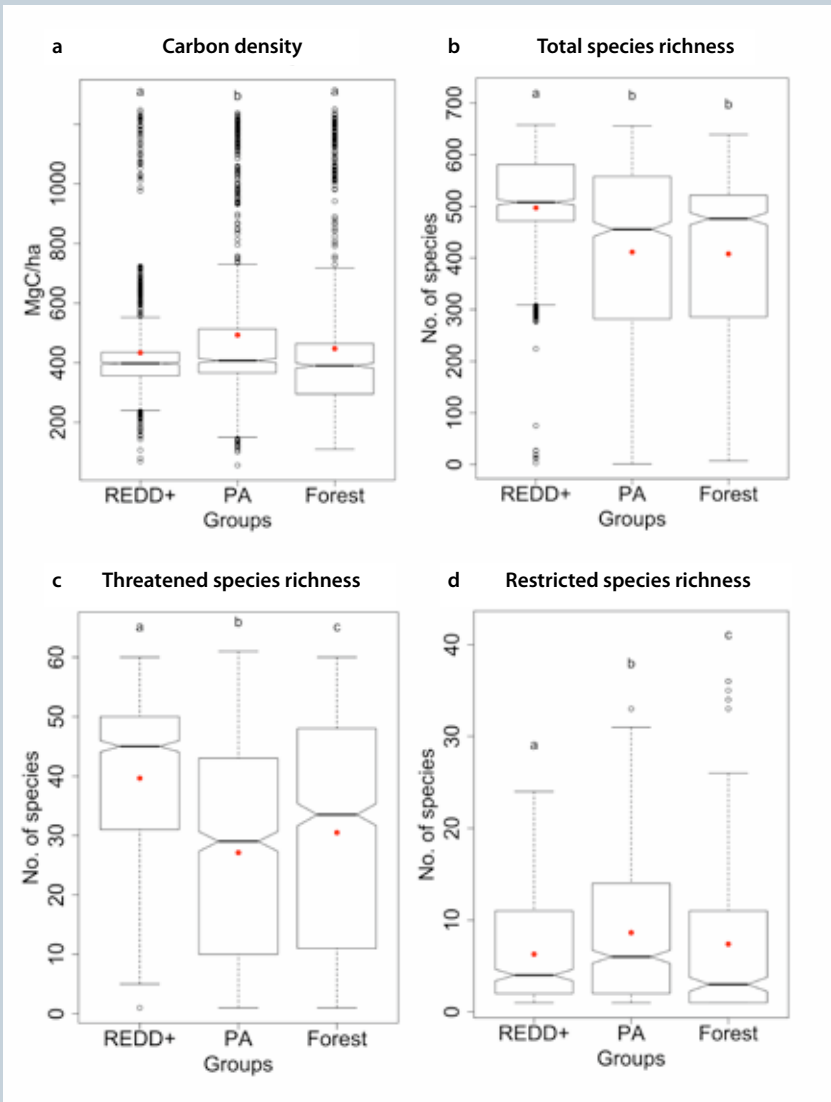 a Carbon density
a b a
MgC/ha
1000
800
600
400
200
REDD+ PA Forest
Groups
b Total species richness
a b b
No. of species
700
600
500
400
300
200
100
0
REDD+ PA Forest
Groups
c Threatened species richness
a b c
No. of species
60
50
40
30
20
10
0
REDD+ PA Forest
Groups
d Restricted species richness
a b c
No. of species
40
30
20
10
0
REDD+ PA Forest
Groups